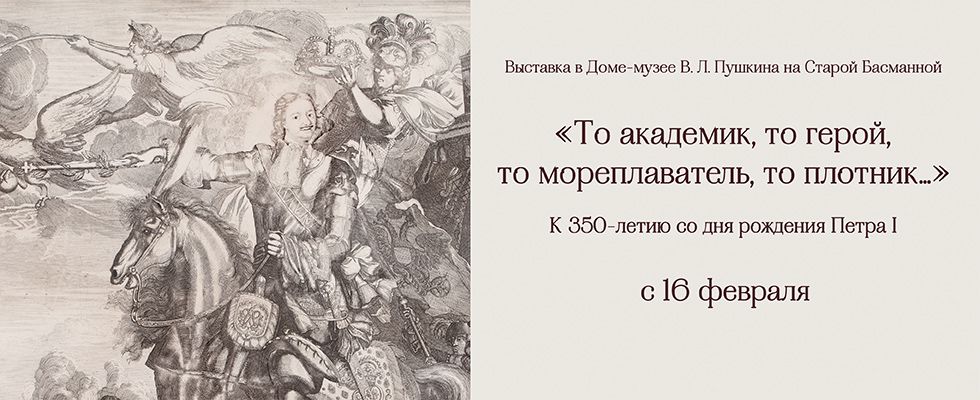 Выставка в Доме-музее В. Л. Пушкина на Старой Басманной
«То академик, то герой,
то мореплаватель, то плотник...»
К 350-летию со дня рождения Петра I
с 16 февраля